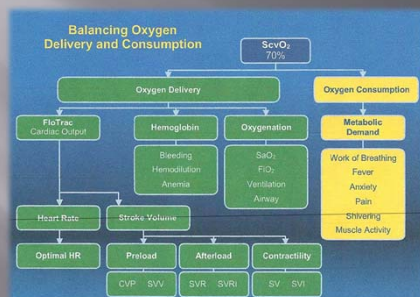 Balancing Oxygen
Delivery and Consumption
ScvO₂
70%
Oxygen Delivery
Oxygen Consumption
FloTrac
Cardiac Output
Hemoglobin
Oxygenation
Metabolic
Demand
Bleeding
Hemodilution
Anemia
SaO₂
FiO₂
Ventilation
Airway
Work of Breathing
Fever
Anxiety
Pain
Shivering
Muscle Activity
Heart Rate
Stroke Volume
Optimal HR
Preload
Afterload
Contractility
CVP SVV
SVR SVRI
SV SVI